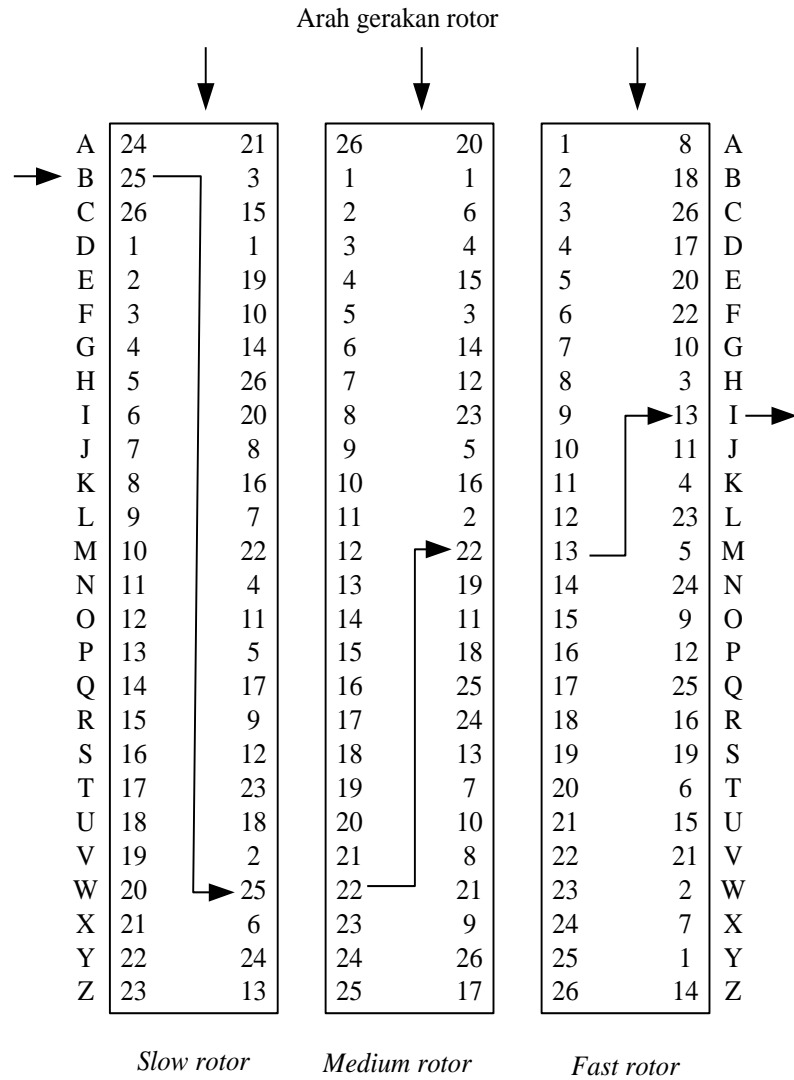 Arah gerakan rotor
A 24 21 26 20 1 8 A
B 25 3 1 1 2 18 B
C 26 15 2 6 3 26 C
D 1 1 3 4 4 17 D
E 2 19 4 15 5 20 E
F 3 10 5 3 6 22 F
G 4 14 6 14 7 10 G
H 5 26 7 12 8 3 H
I 6 20 8 23 9 13 I
J 7 8 9 5 10 11 J
K 8 16 10 16 11 4 K
L 9 7 11 2 12 23 L
M 10 22 12 22 13 5 M
N 11 4 13 19 14 24 N
O 12 11 14 11 15 9 O
P 13 5 15 18 16 12 P
Q 14 17 16 25 17 25 Q
R 15 9 17 24 18 16 R
S 16 12 18 13 19 19 S
T 17 23 19 7 20 6 T
U 18 18 20 10 21 15 U
V 19 2 21 8 22 21 V
W 20 25 22 21 23 2 W
X 21 6 23 9 24 7 X
Y 22 24 24 26 25 1 Y
Z 23 13 25 17 26 14 Z
Slow rotor Medium rotor Fast rotor